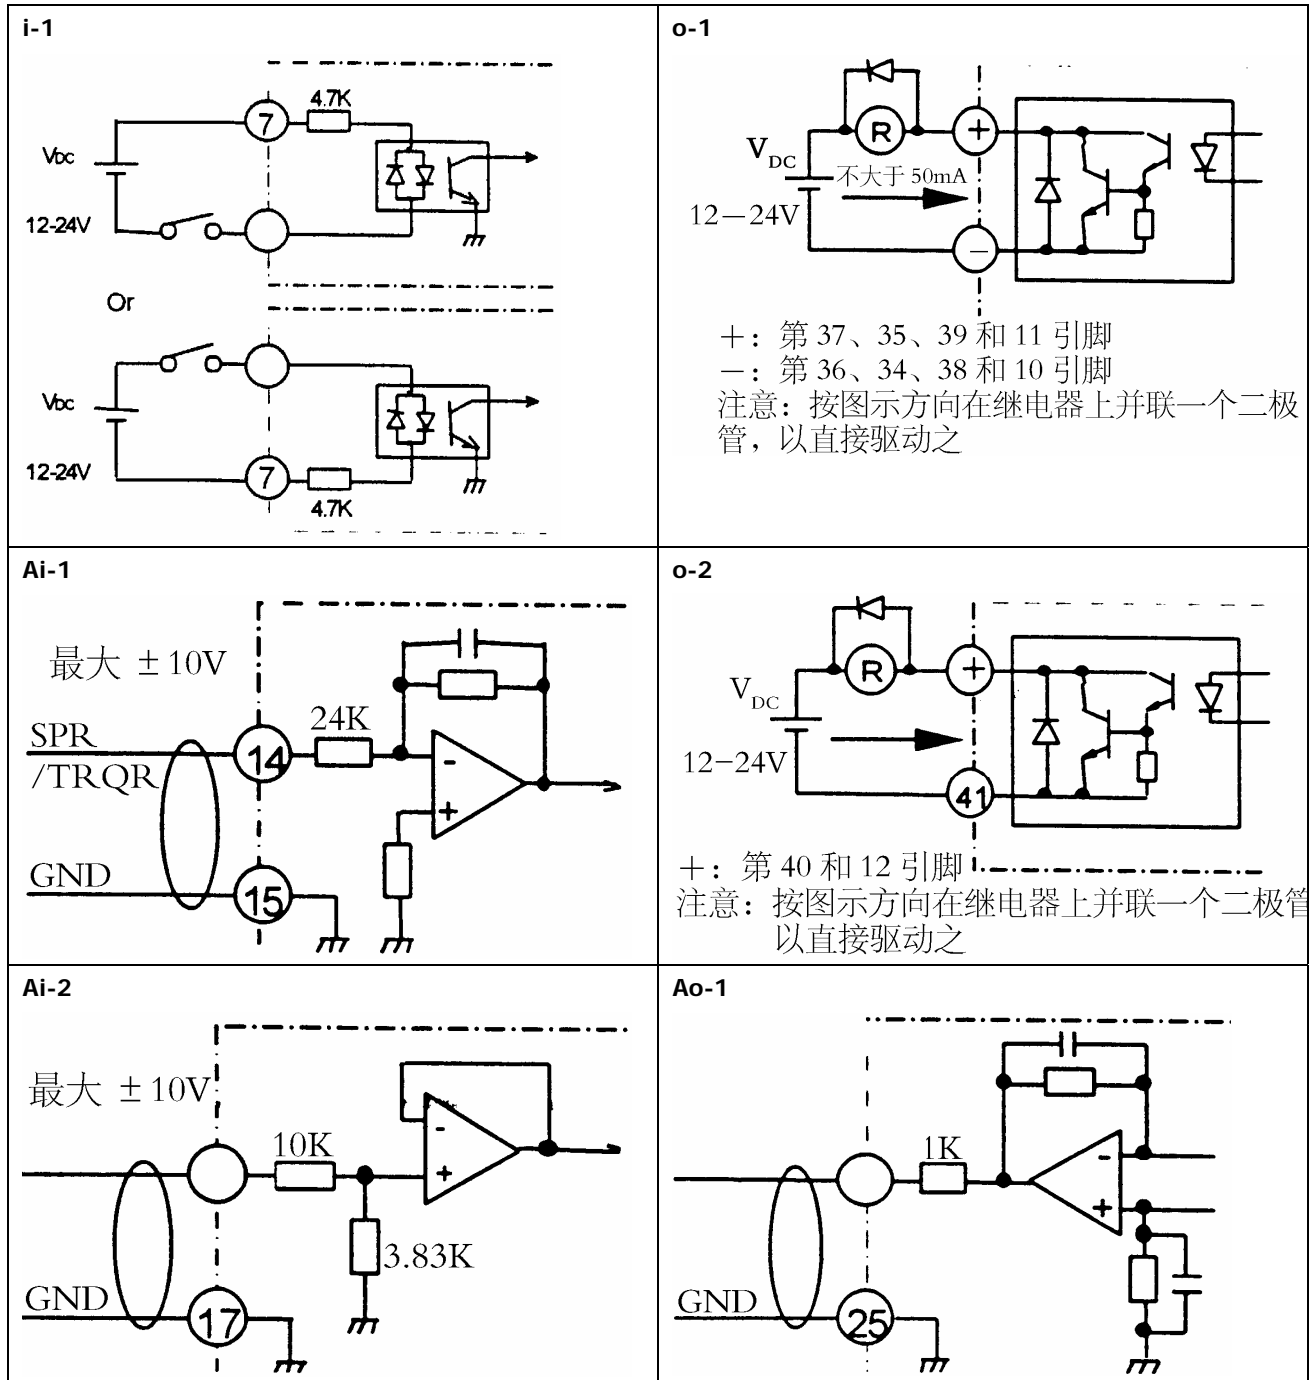 i-1
7
4.7K
VDC
12-24V
Or
VDC
12-24V
7
4.7K
o-1
R
+
VDC
不大于 50mA
12—24V
−
+：第 37、35、39 和 11 引脚
−：第 36、34、38 和 10 引脚
注意：按图示方向在继电器上并联一个二极
管，以直接驱动之
Ai-1
最大 ±10V
SPR
/TRQR
14
24K
-
+
GND
15
o-2
R
+
VDC
12−24V
41
+：第 40 和 12 引脚
注意：按图示方向在继电器上并联一个二极管
以直接驱动之
Ai-2
最大 ±10V
10K
-
+
3.83K
GND
17
Ao-1
1K
-
+
GND
25